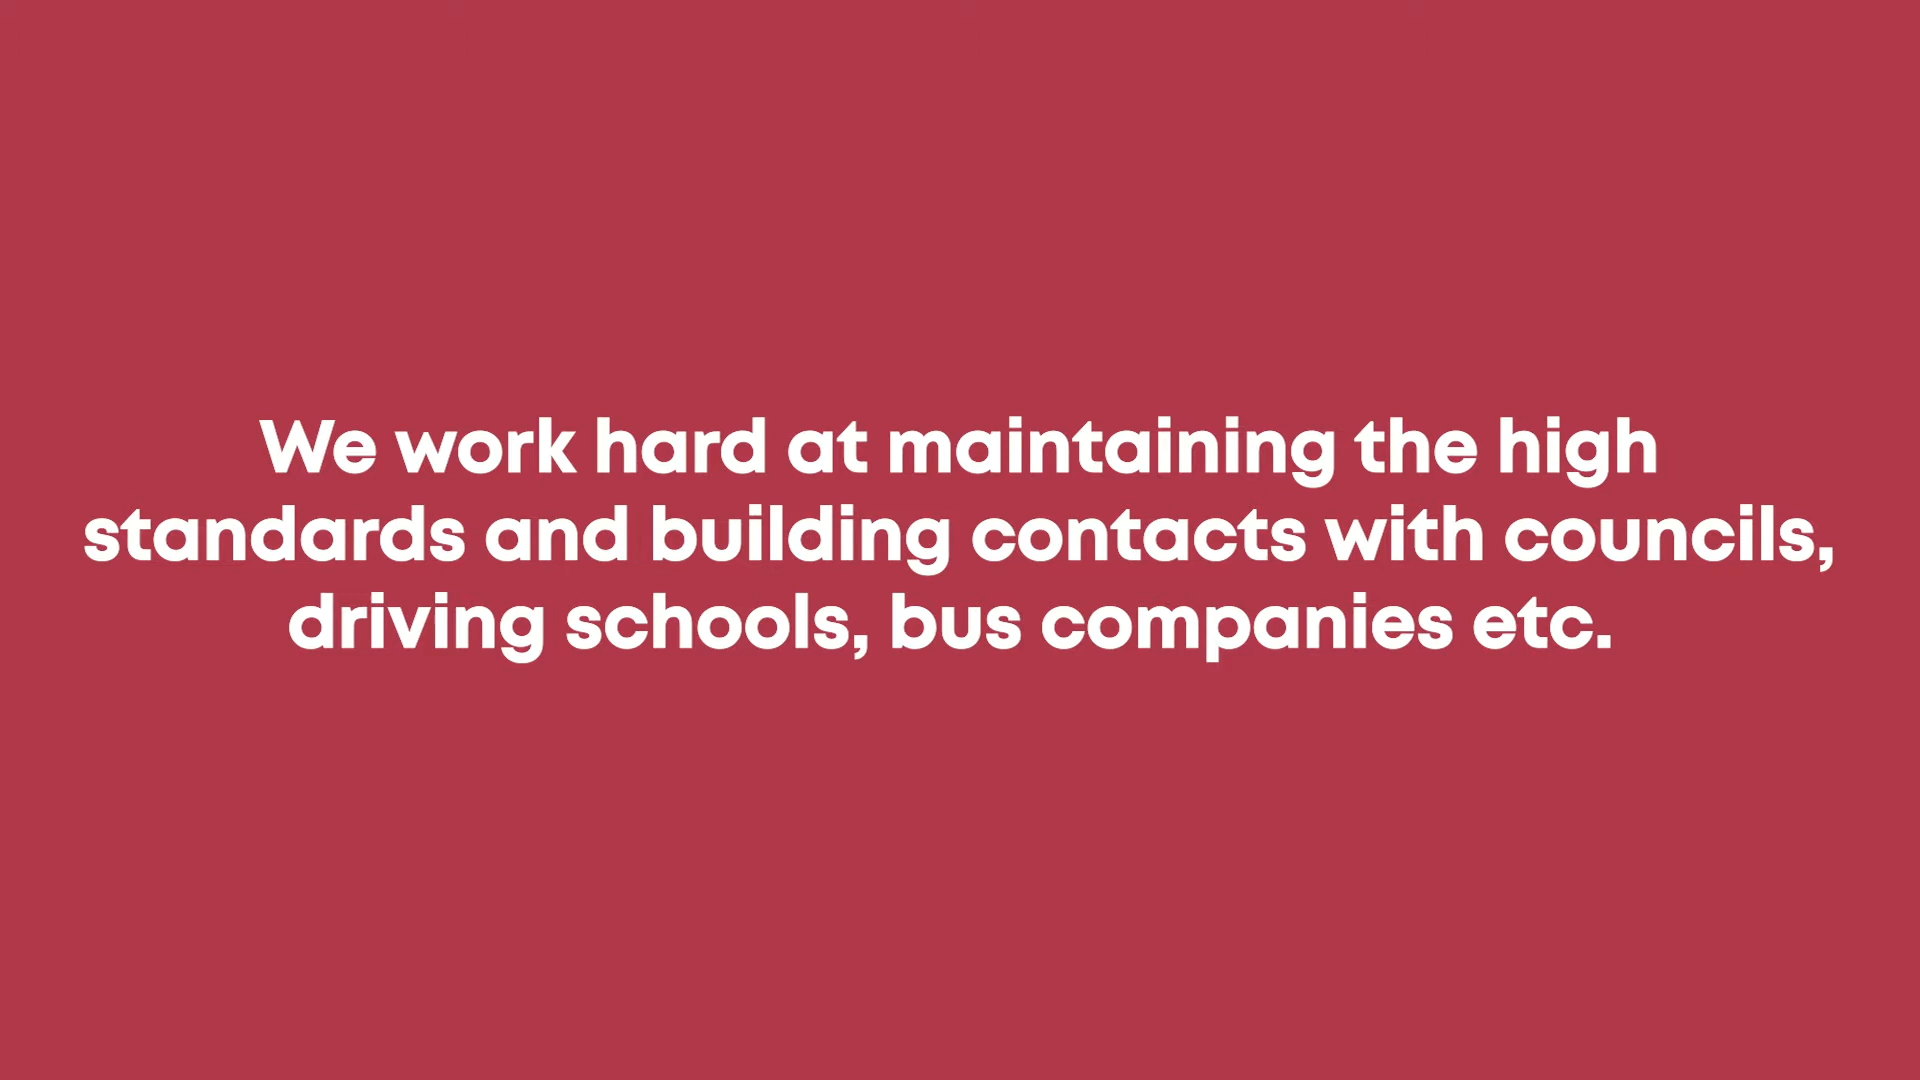 We work hard at maintaining the high
standards and building contacts with councils,
driving schools, bus companies etc.